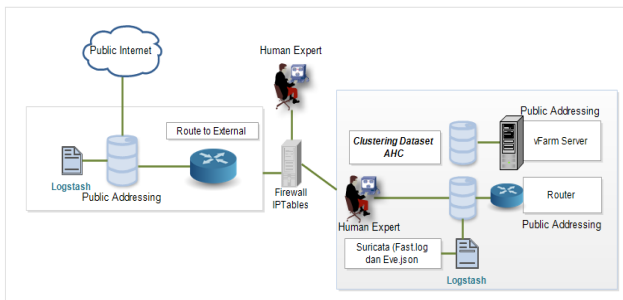 Public Internet
Human Expert
Route to External
Logstash
Public Addressing
Firewall
IPTables
Public Addressing
Clustering Dataset
AHC
vFarm Server
Human Expert
Router
Public Addressing
Suricata (Fast.log
dan Eve.json
Logstash